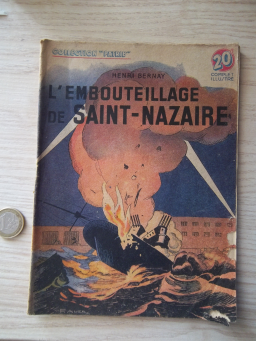 COLLECTION "PATRIE"
HENRI BERNAY
20
L'EMBOUTEILLAGE
DE SAINT-NAZAIRE